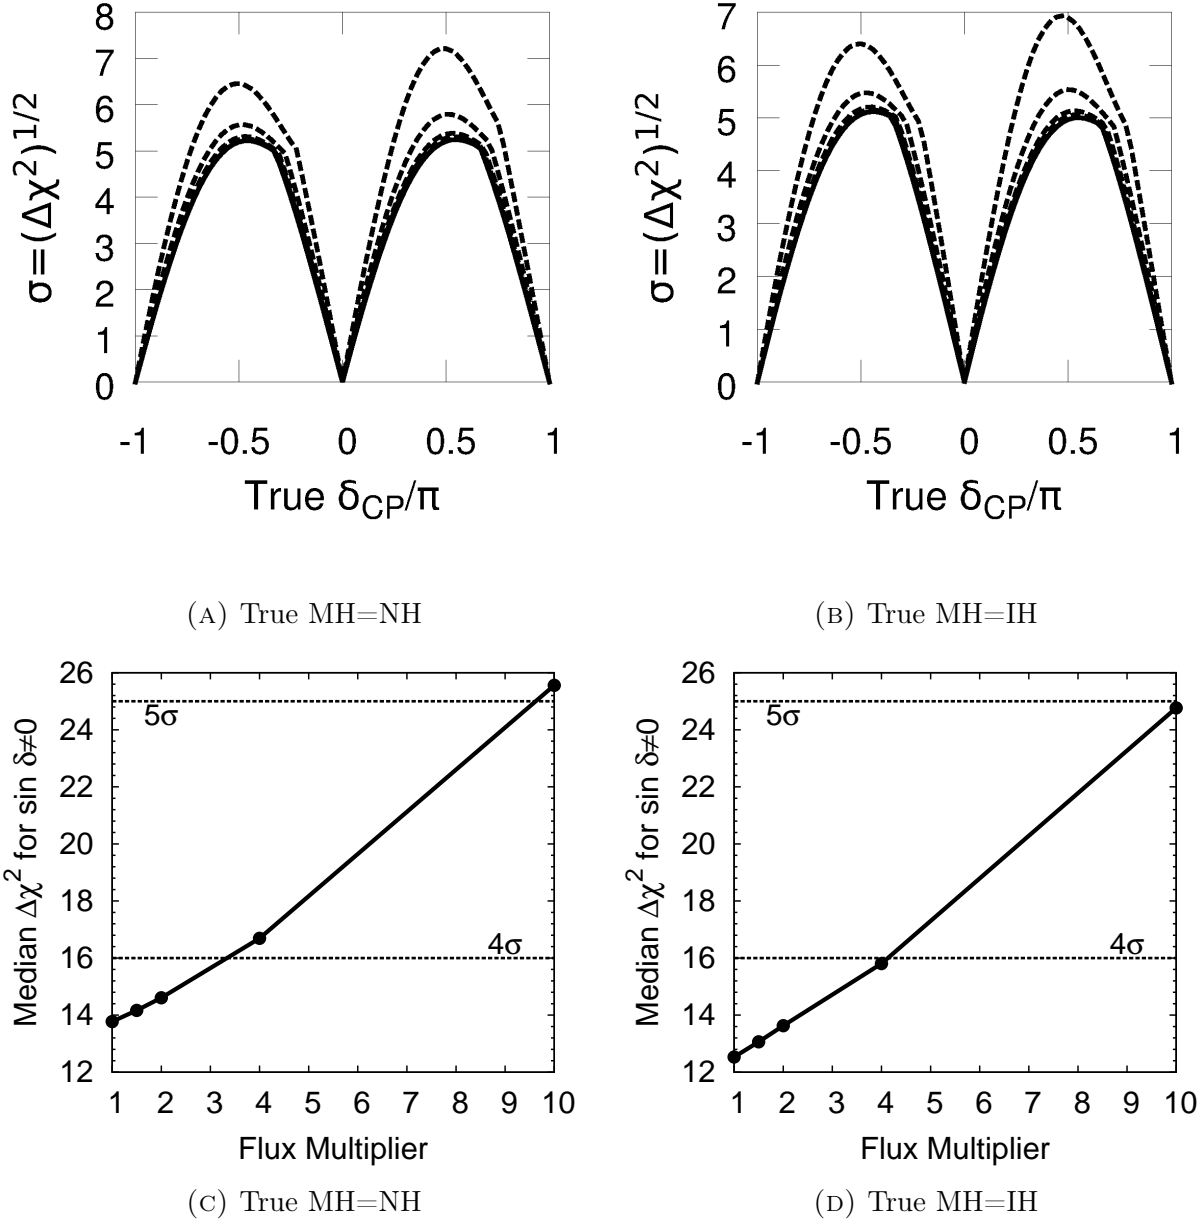 8
7
6
5
4
3
2
1
0
σ=(Δχ²)^1/2
-1 -0.5 0 0.5 1
True δCP/π
(A) True MH=NH
7
6
5
4
3
2
1
0
σ=(Δχ²)^1/2
-1 -0.5 0 0.5 1
True δCP/π
(B) True MH=IH
26
24
22
20
18
16
14
12
Median Δχ² for sin δ≠0
5σ
4σ
1 2 3 4 5 6 7 8 9 10
Flux Multiplier
(C) True MH=NH
26
24
22
20
18
16
14
12
Median Δχ² for sin δ≠0
5σ
4σ
1 2 3 4 5 6 7 8 9 10
Flux Multiplier
(D) True MH=IH